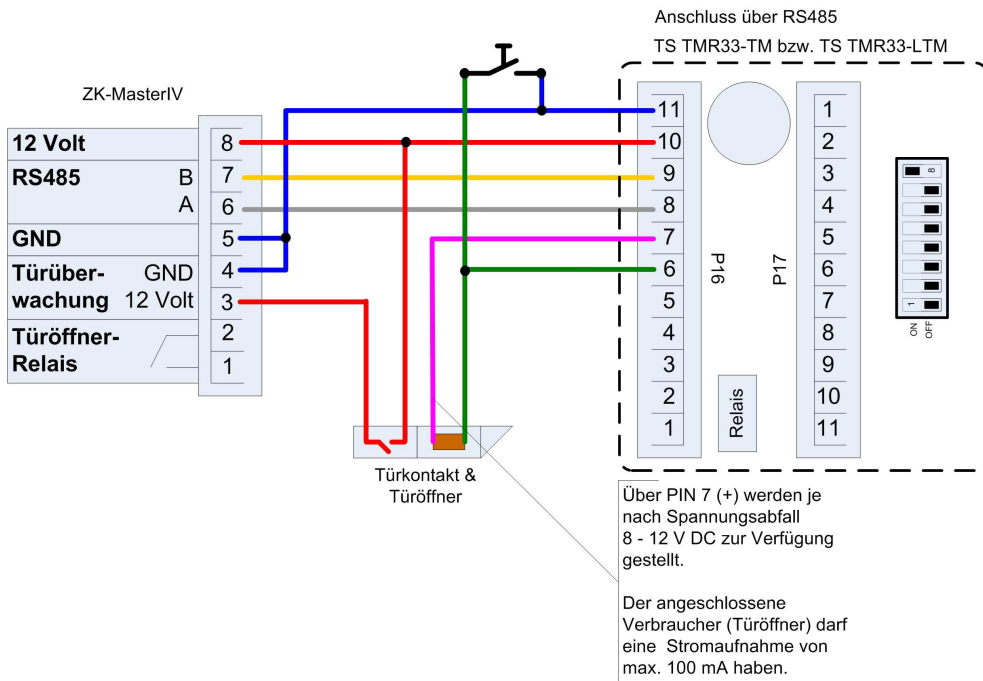 Anschluss über RS485
TS TMR33-TM bzw. TS TMR33-LTM
ZK-MasterIV
12 Volt 8
RS485 B 7
A 6
GND 5
Türüber- GND 4
wachung 12 Volt 3
Türöffner- 2
Relais 1
11
10
9
8
7
6
5
4
3
2
1
P16
Relais
P17
1
2
3
4
5
6
7
8
9
10
11
8
1
ON
OFF
Türkontakt &
Türöffner
Über PIN 7 (+) werden je
nach Spannungsabfall
8 - 12 V DC zur Verfügung
gestellt.
Der angeschlossene
Verbraucher (Türöffner) darf
eine Stromaufnahme von
max. 100 mA haben.